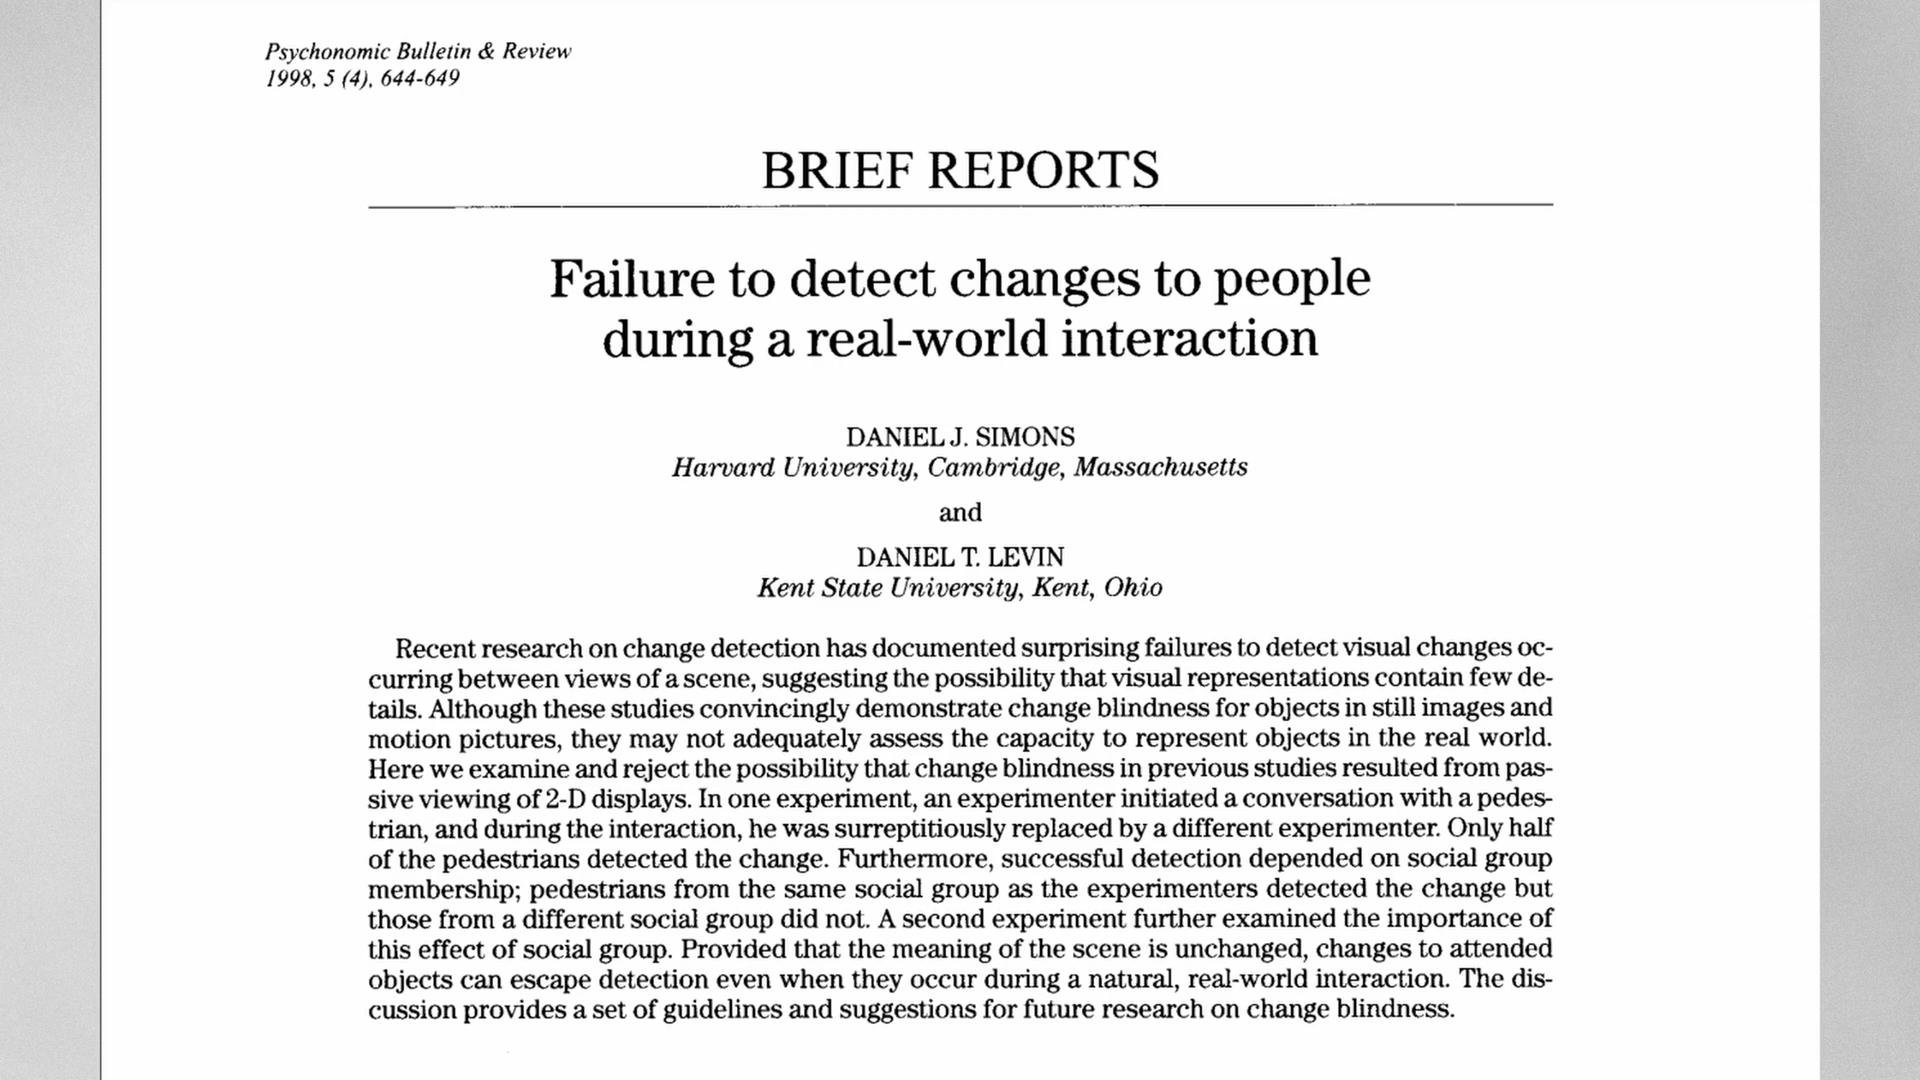 Psychonomic Bulletin & Review
1998, 5 (4), 644-649
BRIEF REPORTS
Failure to detect changes to people
during a real-world interaction
DANIEL J. SIMONS
Harvard University, Cambridge, Massachusetts
and
DANIEL T. LEVIN
Kent State University, Kent, Ohio
Recent research on change detection has documented surprising failures to detect visual changes oc-
curring between views of a scene, suggesting the possibility that visual representations contain few de-
tails. Although these studies convincingly demonstrate change blindness for objects in still images and
motion pictures, they may not adequately assess the capacity to represent objects in the real world.
Here we examine and reject the possibility that change blindness in previous studies resulted from pas-
sive viewing of 2-D displays. In one experiment, an experimenter initiated a conversation with a pedes-
trian, and during the interaction, he was surreptitiously replaced by a different experimenter. Only half
of the pedestrians detected the change. Furthermore, successful detection depended on social group
membership; pedestrians from the same social group as the experimenters detected the change but
those from a different social group did not. A second experiment further examined the importance of
this effect of social group. Provided that the meaning of the scene is unchanged, changes to attended
objects can escape detection even when they occur during a natural, real-world interaction. The dis-
cussion provides a set of guidelines and suggestions for future research on change blindness.